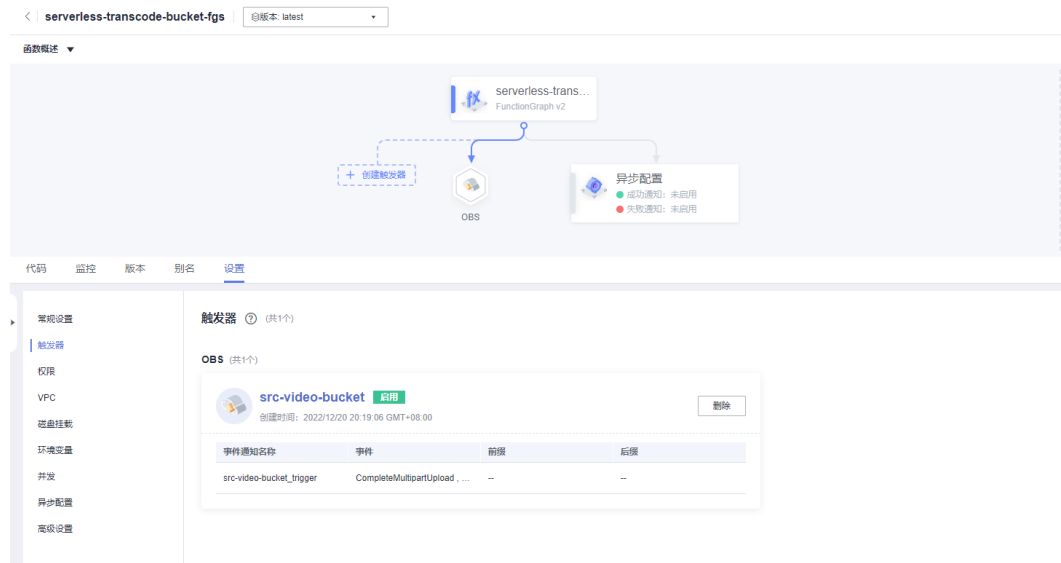 serverless-transcode-bucket-fgs 版本: latest
函数概述
serverless-trans...
FunctionGraph v2
+ 创建触发器
OBS
异步配置
成功通知：未启用
失败通知：未启用
代码 监控 版本 别名 设置
常规设置
触发器
权限
VPC
磁盘挂载
环境变量
并发
异步配置
高级设置
触发器 ? (共1个)
OBS (共1个)
src-video-bucket 启用
创建时间：2022/12/20 20:19:06 GMT+08:00
删除
事件通知名称 事件 前缀 后缀
src-video-bucket_trigger CompleteMultipartUpload , ... -- --